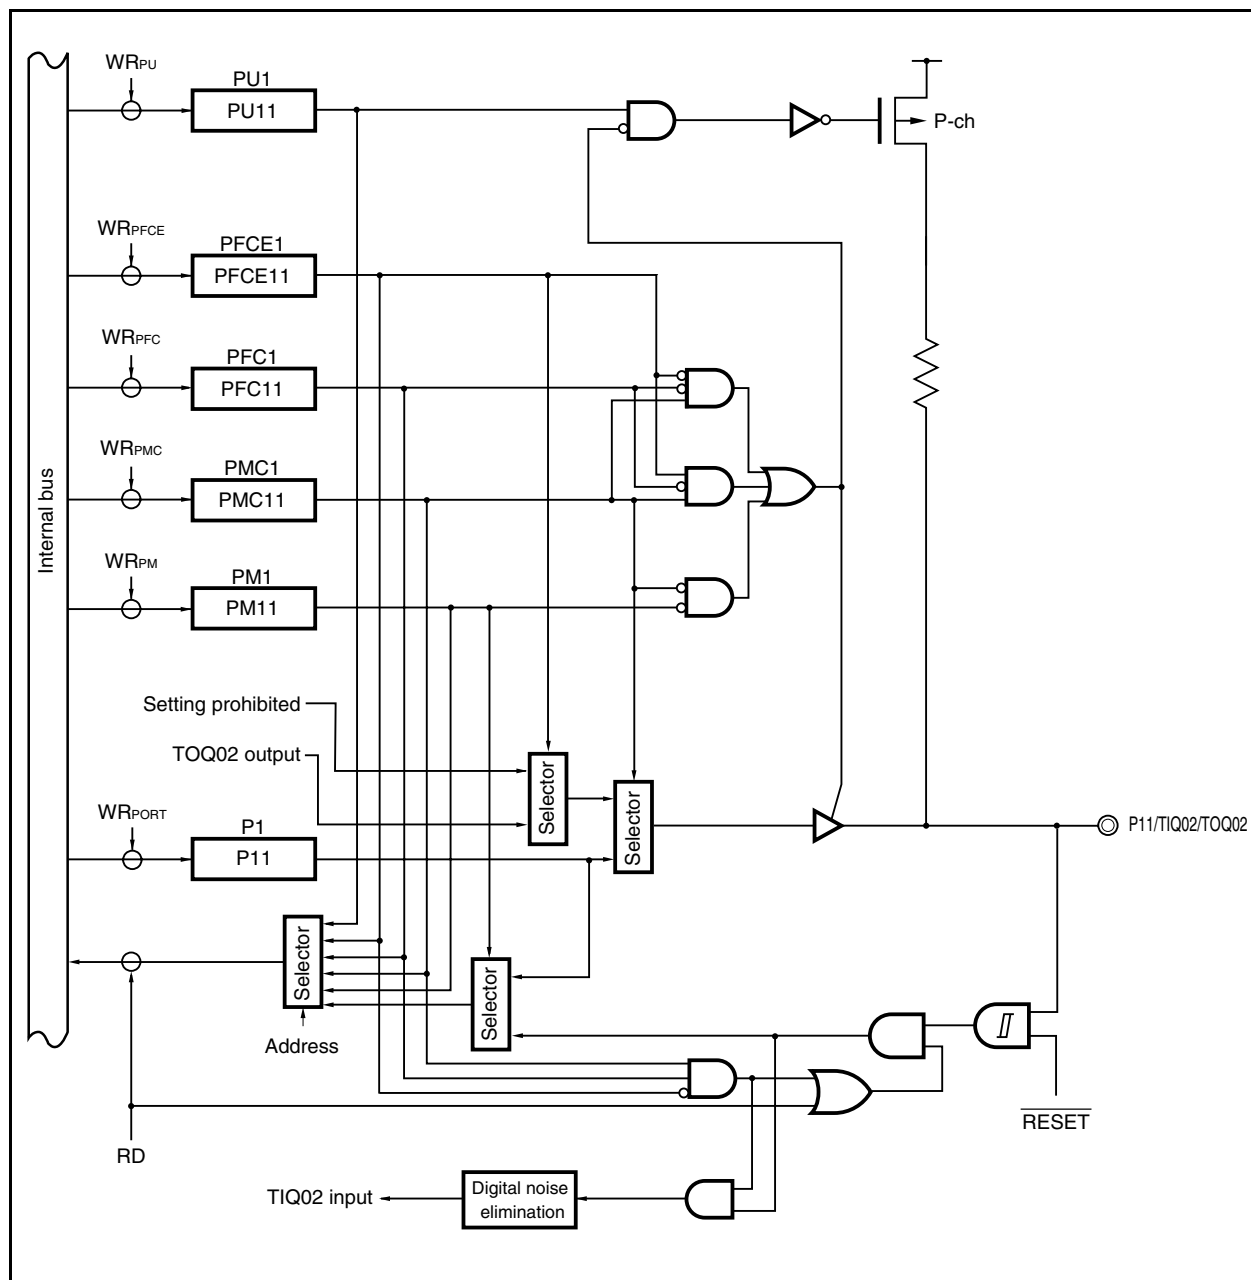 WRPU
PU1
PU11
P-ch
WRPFCE
PFCE1
PFCE11
WRPFC
PFC1
PFC11
WRPMC
PMC1
PMC11
Internal bus
WRPM
PM1
PM11
Setting prohibited
TOQ02 output
Selector
Selector
WRPORT
P1
P11
P11/TIQ02/TOQ02
Selector
Selector
Address
RD
RESET
TIQ02 input
Digital noise
elimination